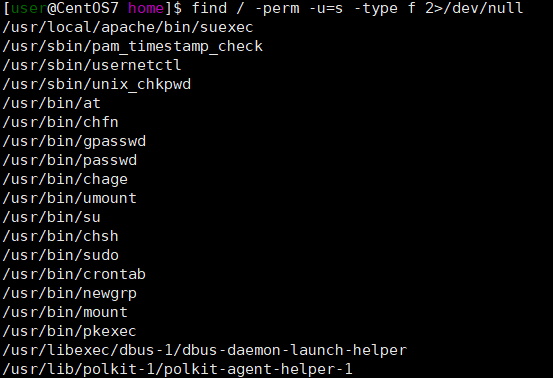 [user@CentOS7 home]$ find / -perm -u=s -type f 2>/dev/null
/usr/local/apache/bin/suexec
/usr/sbin/pam_timestamp_check
/usr/sbin/usernetctl
/usr/sbin/unix_chkpwd
/usr/bin/at
/usr/bin/chfn
/usr/bin/gpasswd
/usr/bin/passwd
/usr/bin/chage
/usr/bin/umount
/usr/bin/su
/usr/bin/chsh
/usr/bin/sudo
/usr/bin/crontab
/usr/bin/newgrp
/usr/bin/mount
/usr/bin/pkexec
/usr/libexec/dbus-1/dbus-daemon-launch-helper
/usr/lib/polkit-1/polkit-agent-helper-1